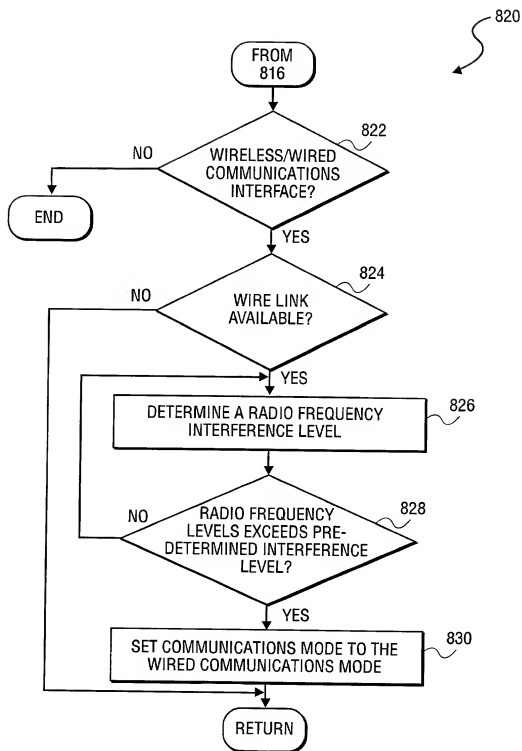 820
FROM
816
822
NO
WIRELESS/WIRED
COMMUNICATIONS
INTERFACE?
END
YES
824
NO
WIRE LINK
AVAILABLE?
YES
826
DETERMINE A RADIO FREQUENCY
INTERFERENCE LEVEL
828
NO
RADIO FREQUENCY
LEVELS EXCEEDS PRE-
DETERMINED INTERFERENCE
LEVEL?
YES
830
SET COMMUNICATIONS MODE TO THE
WIRED COMMUNICATIONS MODE
RETURN